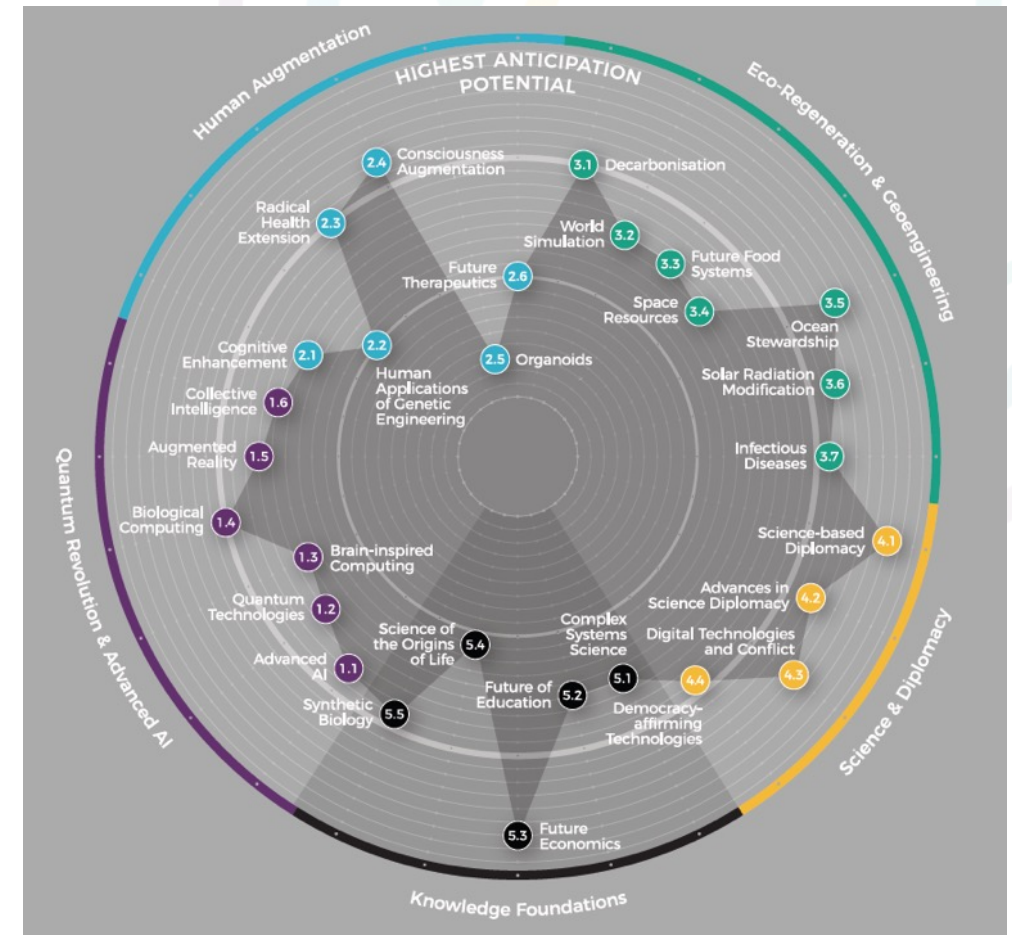 Human Augmentation
HIGHEST ANTICIPATION
POTENTIAL
Eco-Regeneration & Geoengineering
2.4
Consciousness
Augmentation
3.1
Decarbonisation
Radical
Health
Extension
2.3
World
Simulation
3.2
Future
Therapeutics
2.6
3.3
Future Food
Systems
Space
Resources
3.4
3.5
Ocean
Stewardship
Cognitive
Enhancement
2.1
2.2
Human
Applications
of Genetic
Engineering
2.5
Organoids
Solar Radiation
Modification
3.6
Collective
Intelligence
1.6
Augmented
Reality
1.5
Infectious
Diseases
3.7
Biological
Computing
1.4
Science-based
Diplomacy
4.1
1.3
Brain-inspired
Computing
Quantum
Technologies
1.2
Advances in
Science Diplomacy
4.2
Science of
the Origins
of Life
5.4
Complex
Systems
Science
5.1
Digital Technologies
and Conflict
4.3
Advanced
AI
1.1
Future of
Education
5.2
4.4
Democracy-
affirming
Technologies
Synthetic
Biology
5.5
5.3
Future
Economics
Quantum Revolution & Advanced AI
Science & Diplomacy
Knowledge Foundations